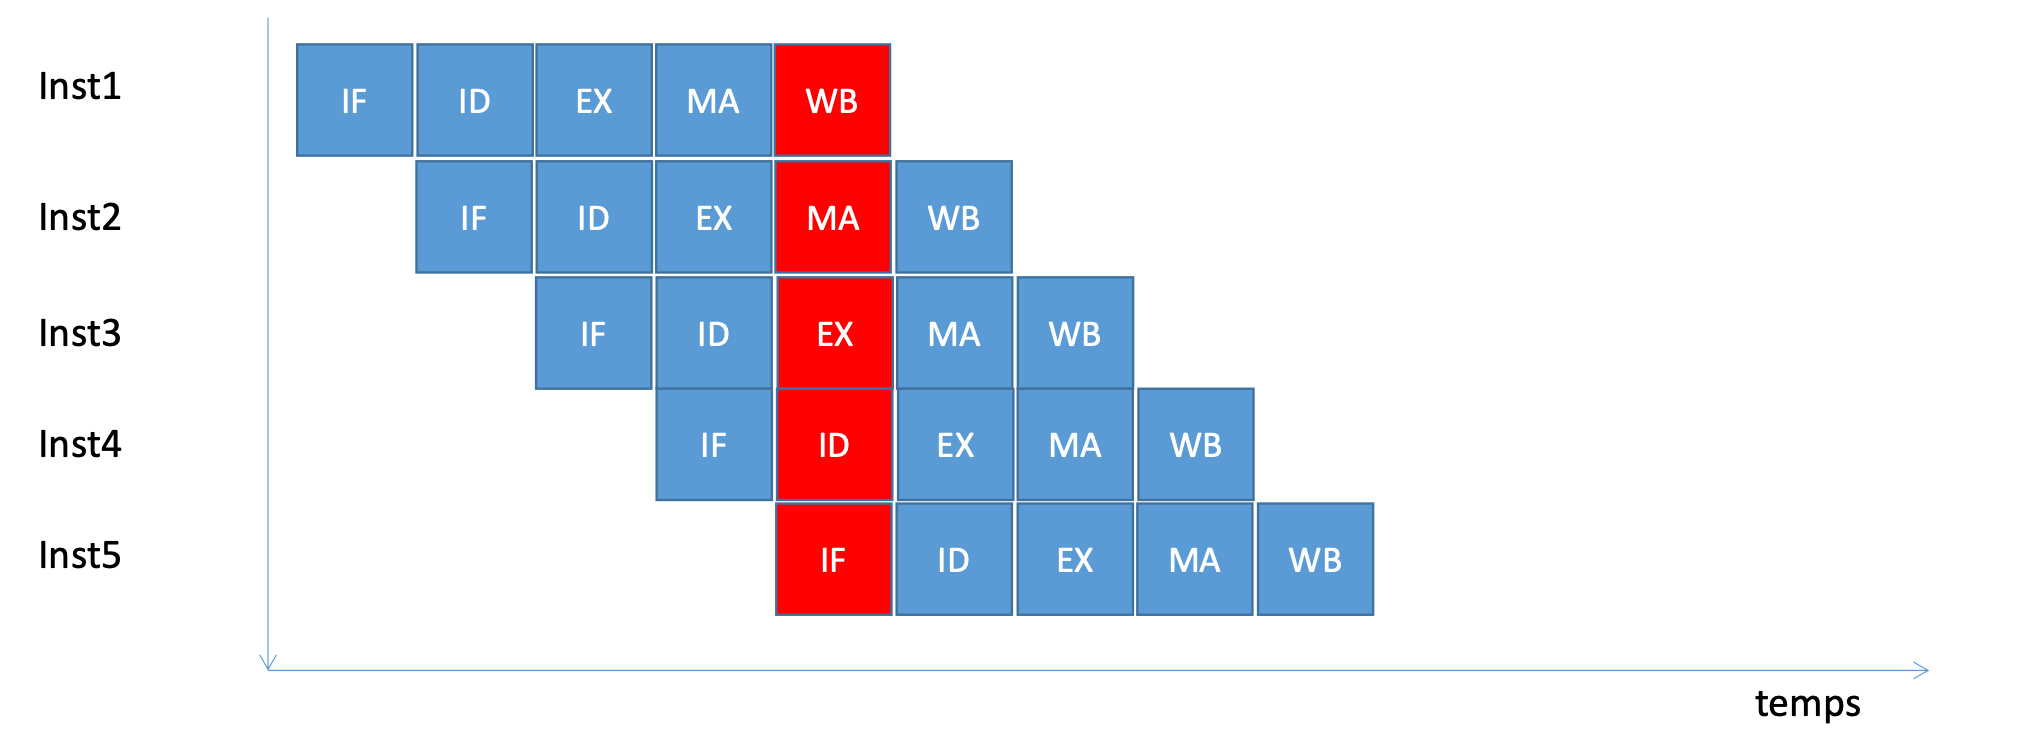 Inst1 IF ID EX MA WB
Inst2 IF ID EX MA WB
Inst3 IF ID EX MA WB
Inst4 IF ID EX MA WB
Inst5 IF ID EX MA WB
temps